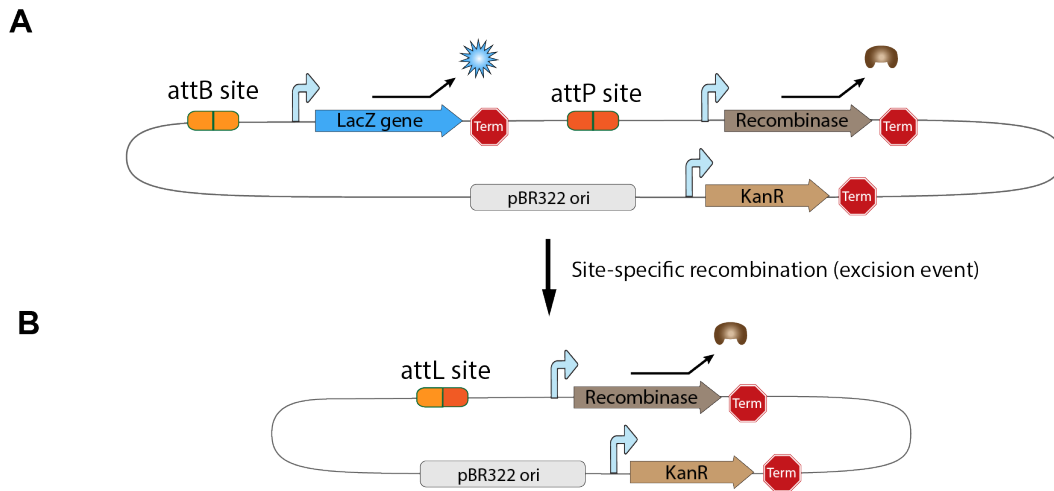 A
attB site
attP site
LacZ gene
Term
Recombinase
Term
pBR322 ori
KanR
Term
Site-specific recombination (excision event)
B
attL site
Recombinase
Term
pBR322 ori
KanR
Term